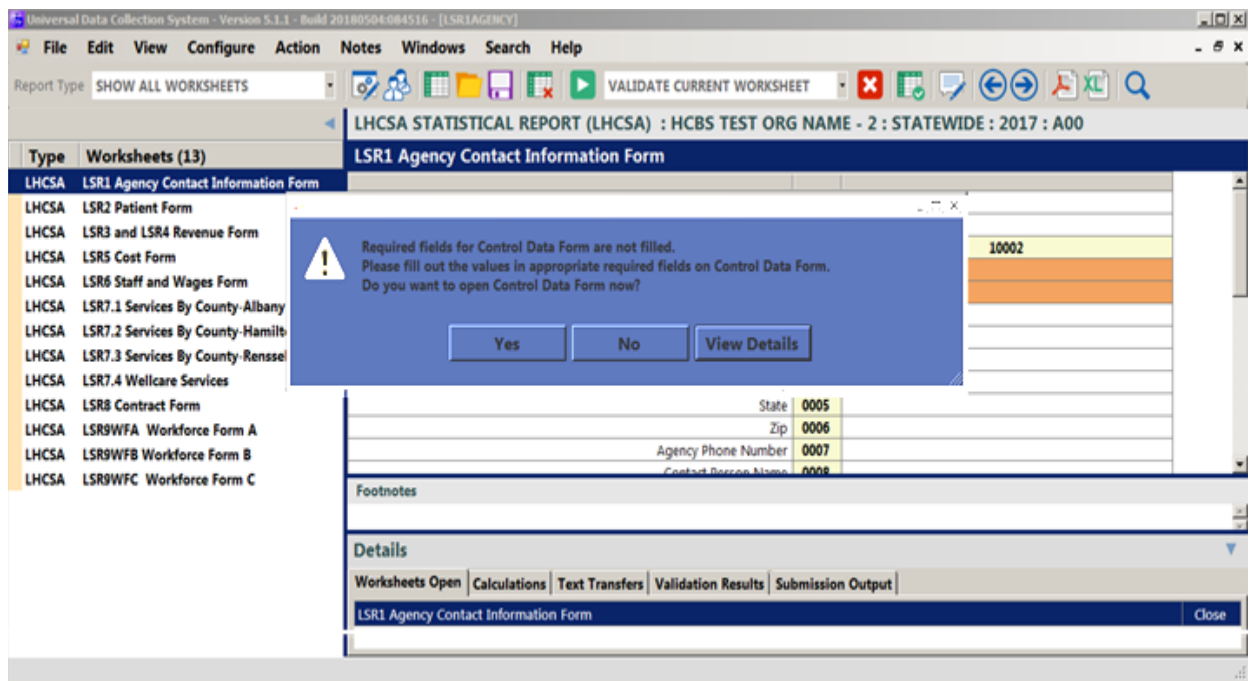 Universal Data Collection System - Version 5.1.1 - Build 20180504:084516 - [LSR1AGENCY]
File Edit View Configure Action Notes Windows Search Help
Report Type SHOW ALL WORKSHEETS VALIDATE CURRENT WORKSHEET
LHCSA STATISTICAL REPORT (LHCSA) : HCBS TEST ORG NAME - 2 : STATEWIDE : 2017 : A00
Type Worksheets (13)
LSR1 Agency Contact Information Form
LHCSA LSR1 Agency Contact Information Form
LHCSA LSR2 Patient Form
LHCSA LSR3 and LSR4 Revenue Form
LHCSA LSR5 Cost Form
LHCSA LSR6 Staff and Wages Form
LHCSA LSR7.1 Services By County-Albany
LHCSA LSR7.2 Services By County-Hamilto
LHCSA LSR7.3 Services By County-Renssel
LHCSA LSR7.4 Wellcare Services
LHCSA LSR8 Contract Form
LHCSA LSR9WFA Workforce Form A
LHCSA LSR9WFB Workforce Form B
LHCSA LSR9WFC Workforce Form C
10002
Required fields for Control Data Form are not filled.
Please fill out the values in appropriate required fields on Control Data Form.
Do you want to open Control Data Form now?
Yes No View Details
State 0005
Zip 0006
Agency Phone Number 0007
Contact Person Name 0008
Footnotes
Details
Worksheets Open Calculations Text Transfers Validation Results Submission Output
LSR1 Agency Contact Information Form Close